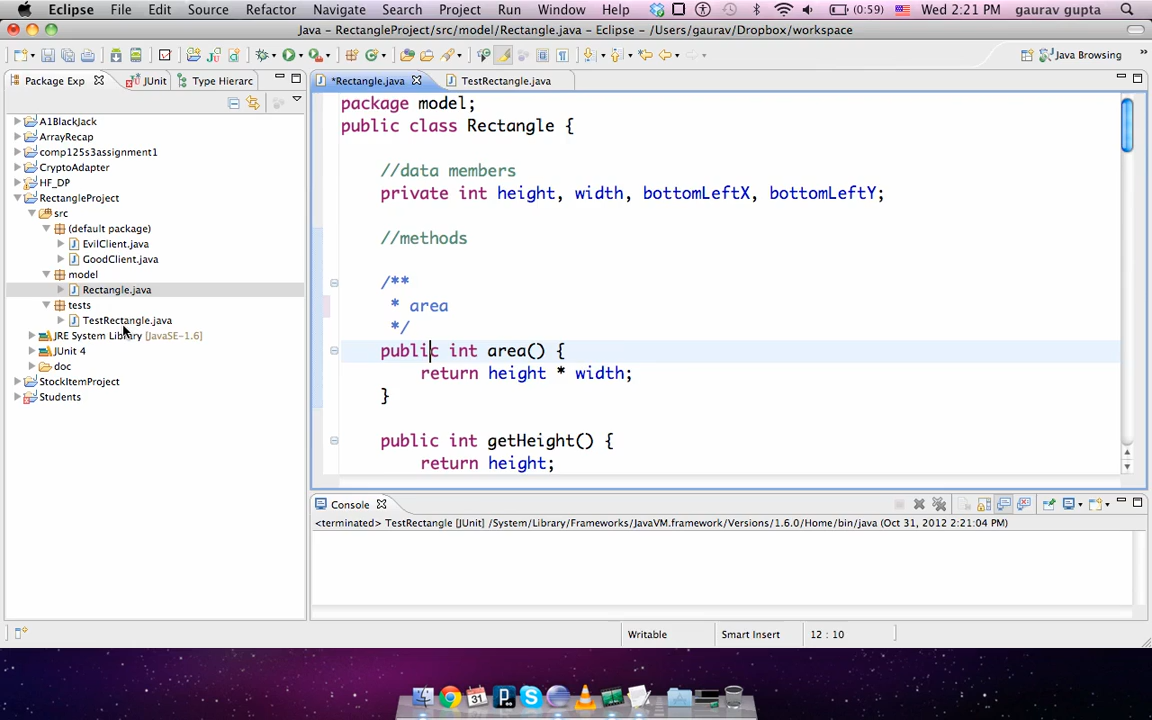 Eclipse File Edit Source Refactor Navigate Search Project Run Window Help (0:59) Wed 2:21 PM gaurav gupta
Java - RectangleProject/src/model/Rectangle.java - Eclipse - /Users/gaurav/Dropbox/workspace
Java Browsing
Package Exp JUnit Type Hierarc
*Rectangle.java TestRectangle.java
A1BlackJack
ArrayRecap
comp125s3assignment1
CryptoAdapter
HF_DP
RectangleProject
src
(default package)
EvilClient.java
GoodClient.java
model
Rectangle.java
tests
TestRectangle.java
JRE System Library [JavaSE-1.6]
JUnit 4
doc
StockItemProject
Students
package model;
public class Rectangle {
//data members
private int height, width, bottomLeftX, bottomLeftY;
//methods
/**
* area
*/
public int area() {
return height * width;
}
public int getHeight() {
return height;
Console
<terminated> TestRectangle [JUnit] /System/Library/Frameworks/JavaVM.framework/Versions/1.6.0/Home/bin/java (Oct 31, 2012 2:21:04 PM)
Writable Smart Insert 12 : 10